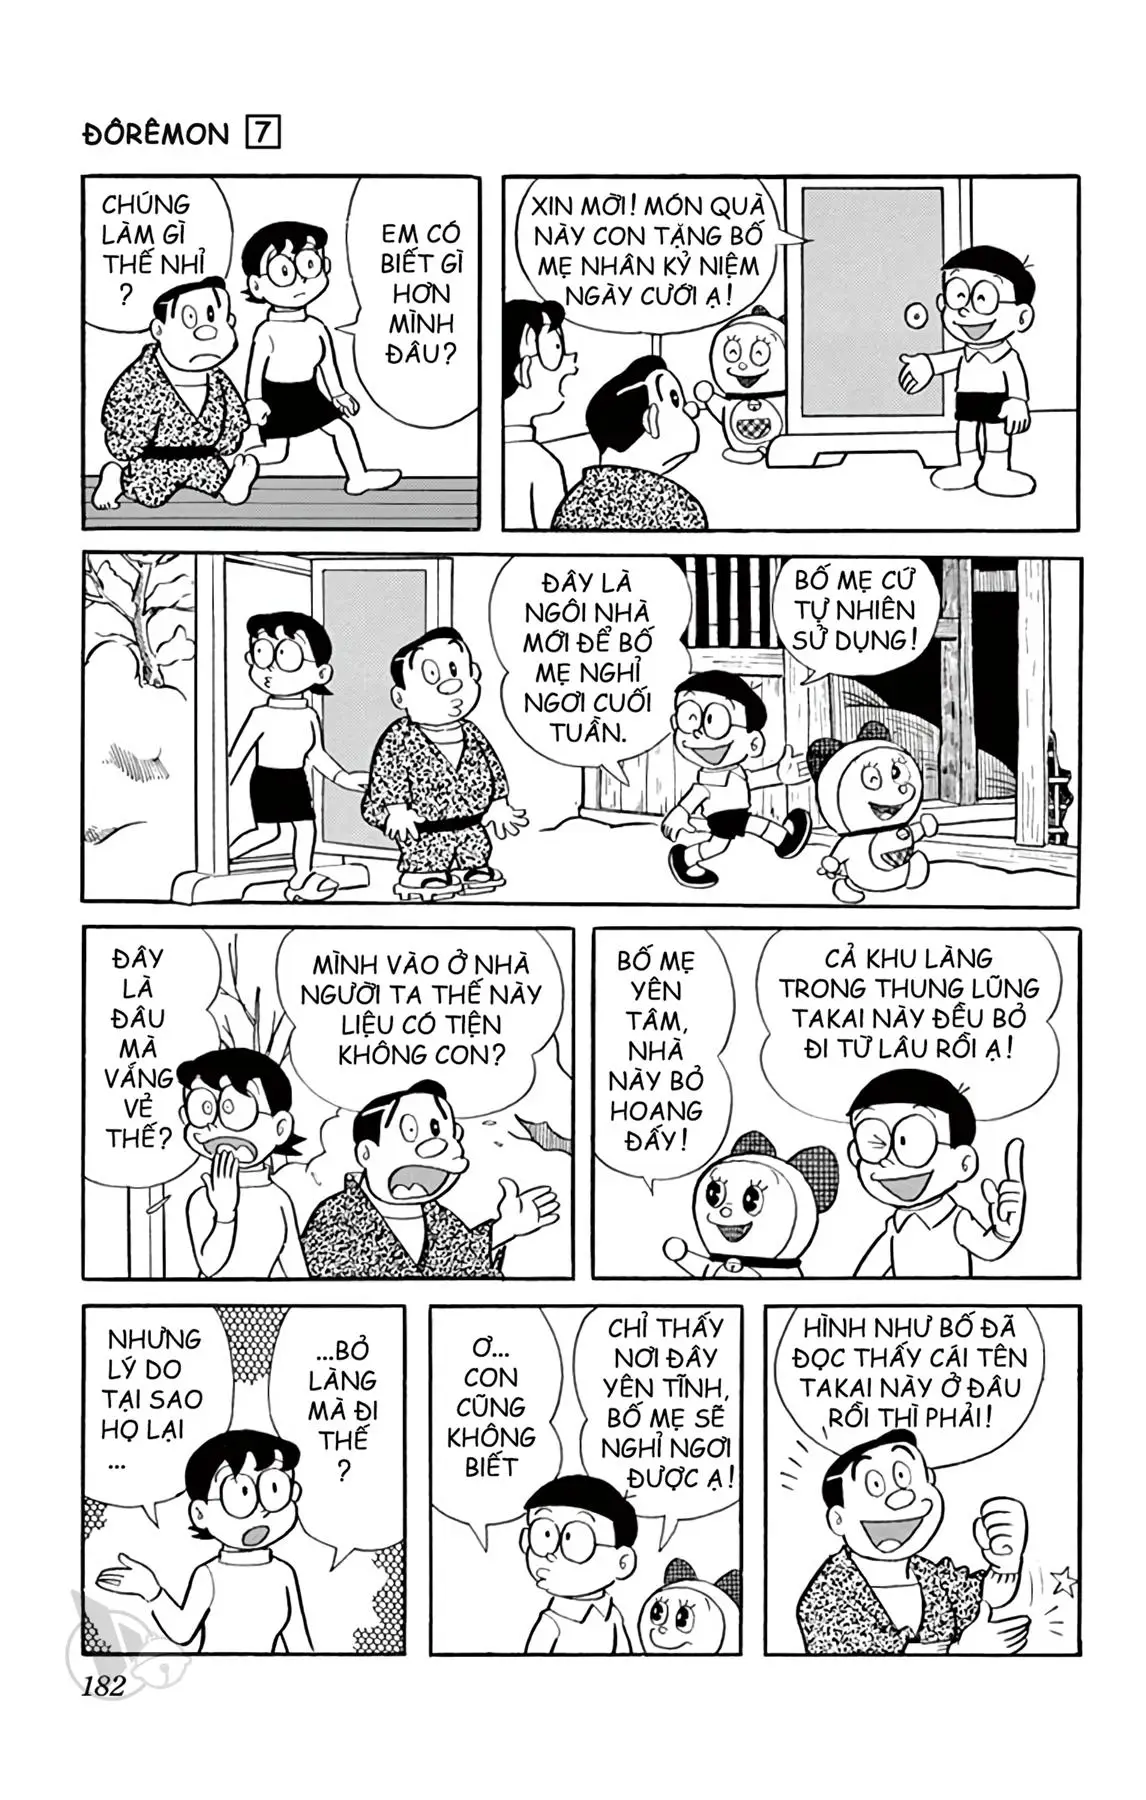 ĐÔRÊMON 7
CHÚNG
LÀM GÌ
THẾ NHỈ
?
EM CÓ
BIẾT GÌ
HƠN
MÌNH
ĐÂU?
XIN MỜI! MÓN QUÀ
NÀY CON TẶNG BỐ
MẸ NHÂN KỶ NIỆM
NGÀY CƯỚI Ạ!
ĐÂY LÀ
NGÔI NHÀ
MỚI ĐỂ BỐ
MẸ NGHỈ
NGƠI CUỐI
TUẦN.
BỐ MẸ CỨ
TỰ NHIÊN
SỬ DỤNG!
ĐÂY
LÀ
ĐÂU
MÀ
VẮNG
VẺ
THẾ?
MÌNH VÀO Ở NHÀ
NGƯỜI TA THẾ NÀY
LIỆU CÓ TIỆN
KHÔNG CON?
BỐ MẸ
YÊN
TÂM,
NHÀ
NÀY BỎ
HOANG
ĐẤY!
CẢ KHU LÀNG
TRONG THUNG LŨNG
TAKAI NÀY ĐỀU BỎ
ĐI TỪ LÂU RỒI Ạ!
NHƯNG
LÝ DO
TẠI SAO
HỌ LẠI
...
...BỎ
LÀNG
MÀ ĐI
THẾ
?
Ơ...
CON
CŨNG
KHÔNG
BIẾT
CHỈ THẤY
NƠI ĐÂY
YÊN TĨNH,
BỐ MẸ SẼ
NGHỈ NGƠI
ĐƯỢC Ạ!
HÌNH NHƯ BỐ ĐÃ
ĐỌC THẤY CÁI TÊN
TAKAI NÀY Ở ĐÂU
RỒI THÌ PHẢI!
182